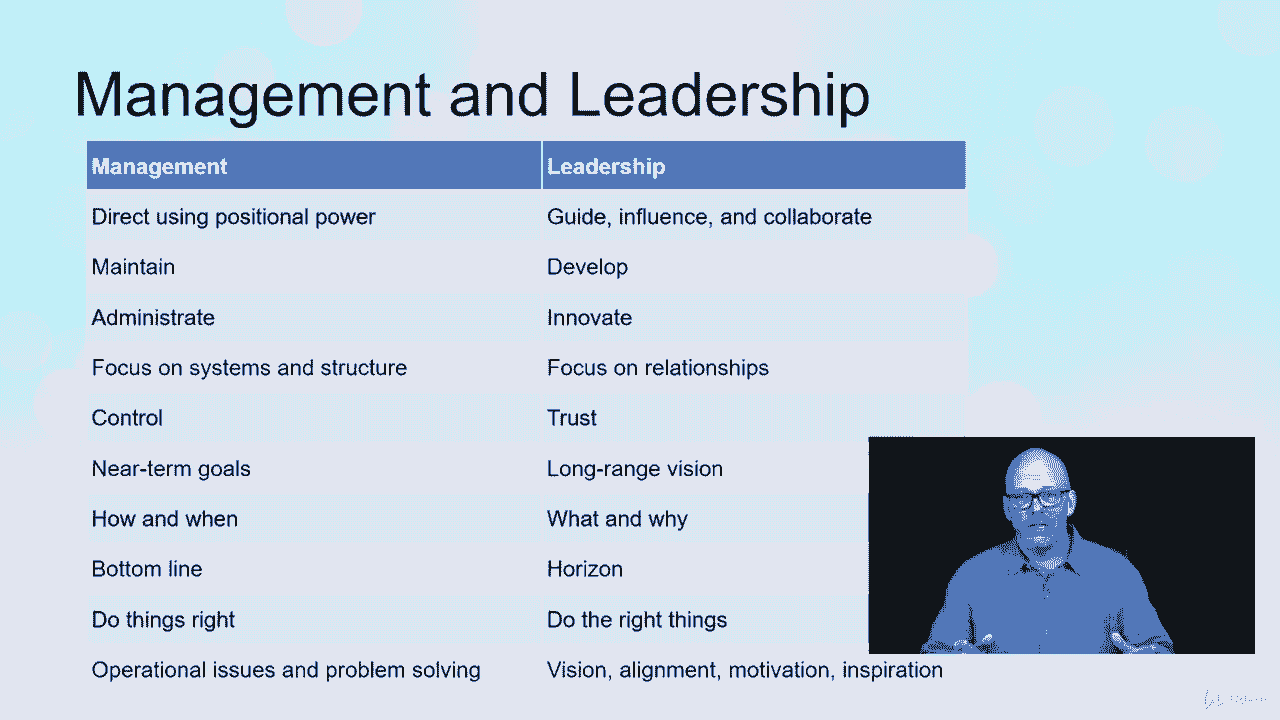 Management and Leadership
Management Leadership
Direct using positional power Guide, influence, and collaborate
Maintain Develop
Administrate Innovate
Focus on systems and structure Focus on relationships
Control Trust
Near-term goals Long-range vision
How and when What and why
Bottom line Horizon
Do things right Do the right things
Operational issues and problem solving Vision, alignment, motivation, inspiration